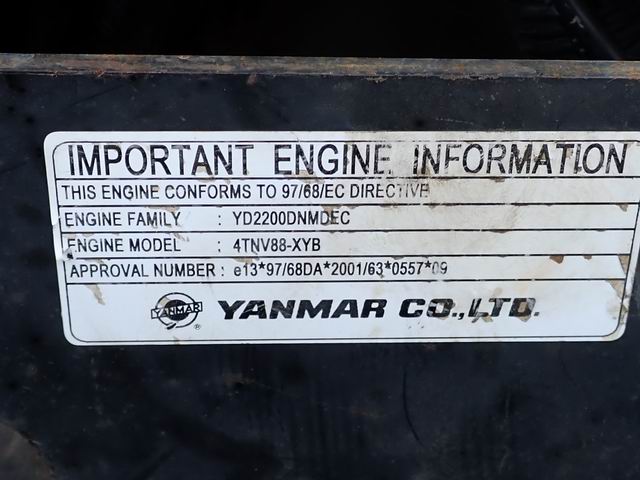 IMPORTANT ENGINE INFORMATION
THIS ENGINE CONFORMS TO 97/68/EC DIRECTIVE
ENGINE FAMILY : YD2200DNMDEC
ENGINE MODEL : 4TNV88-XYB
APPROVAL NUMBER : e13*97/68DA*2001/63*0557*09
YANMAR YANMAR CO.,LTD.